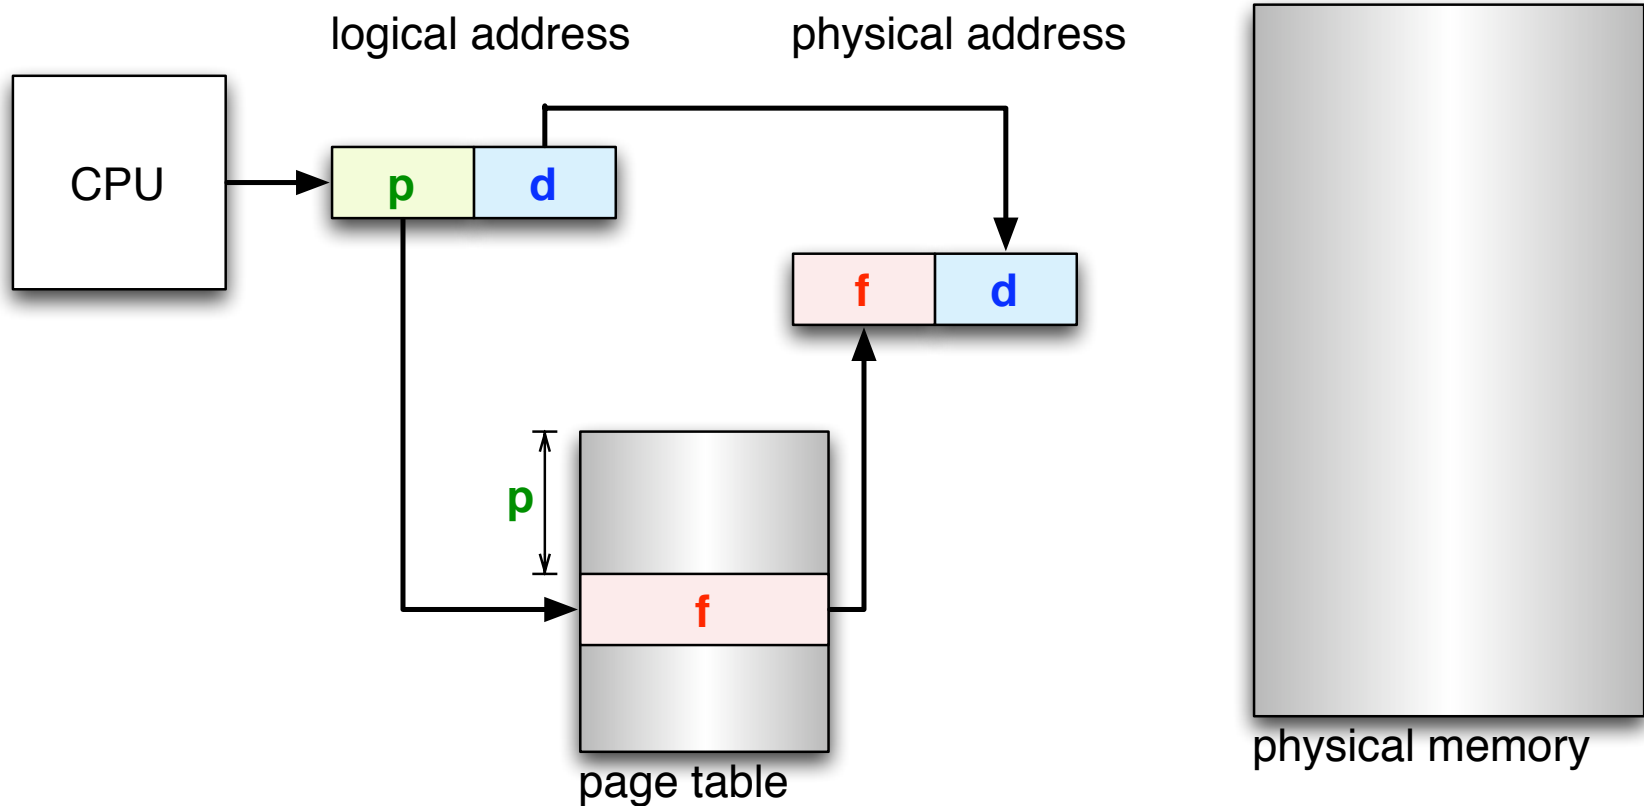 logical address
physical address
CPU
p
d
f
d
p
f
page table
physical memory